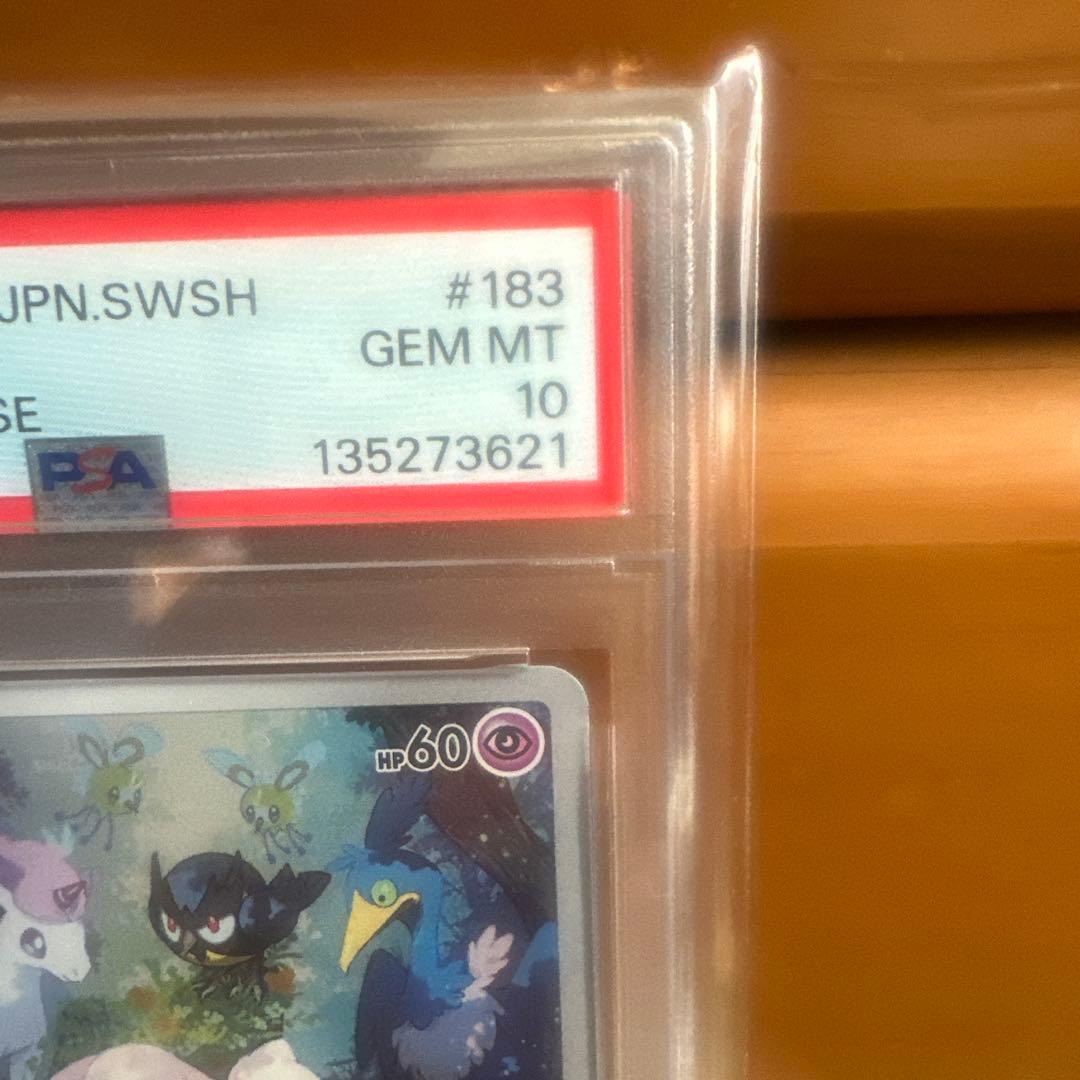 JPN.SWSH #183
GEM MT
SE 10
PSA 135273621
HP60